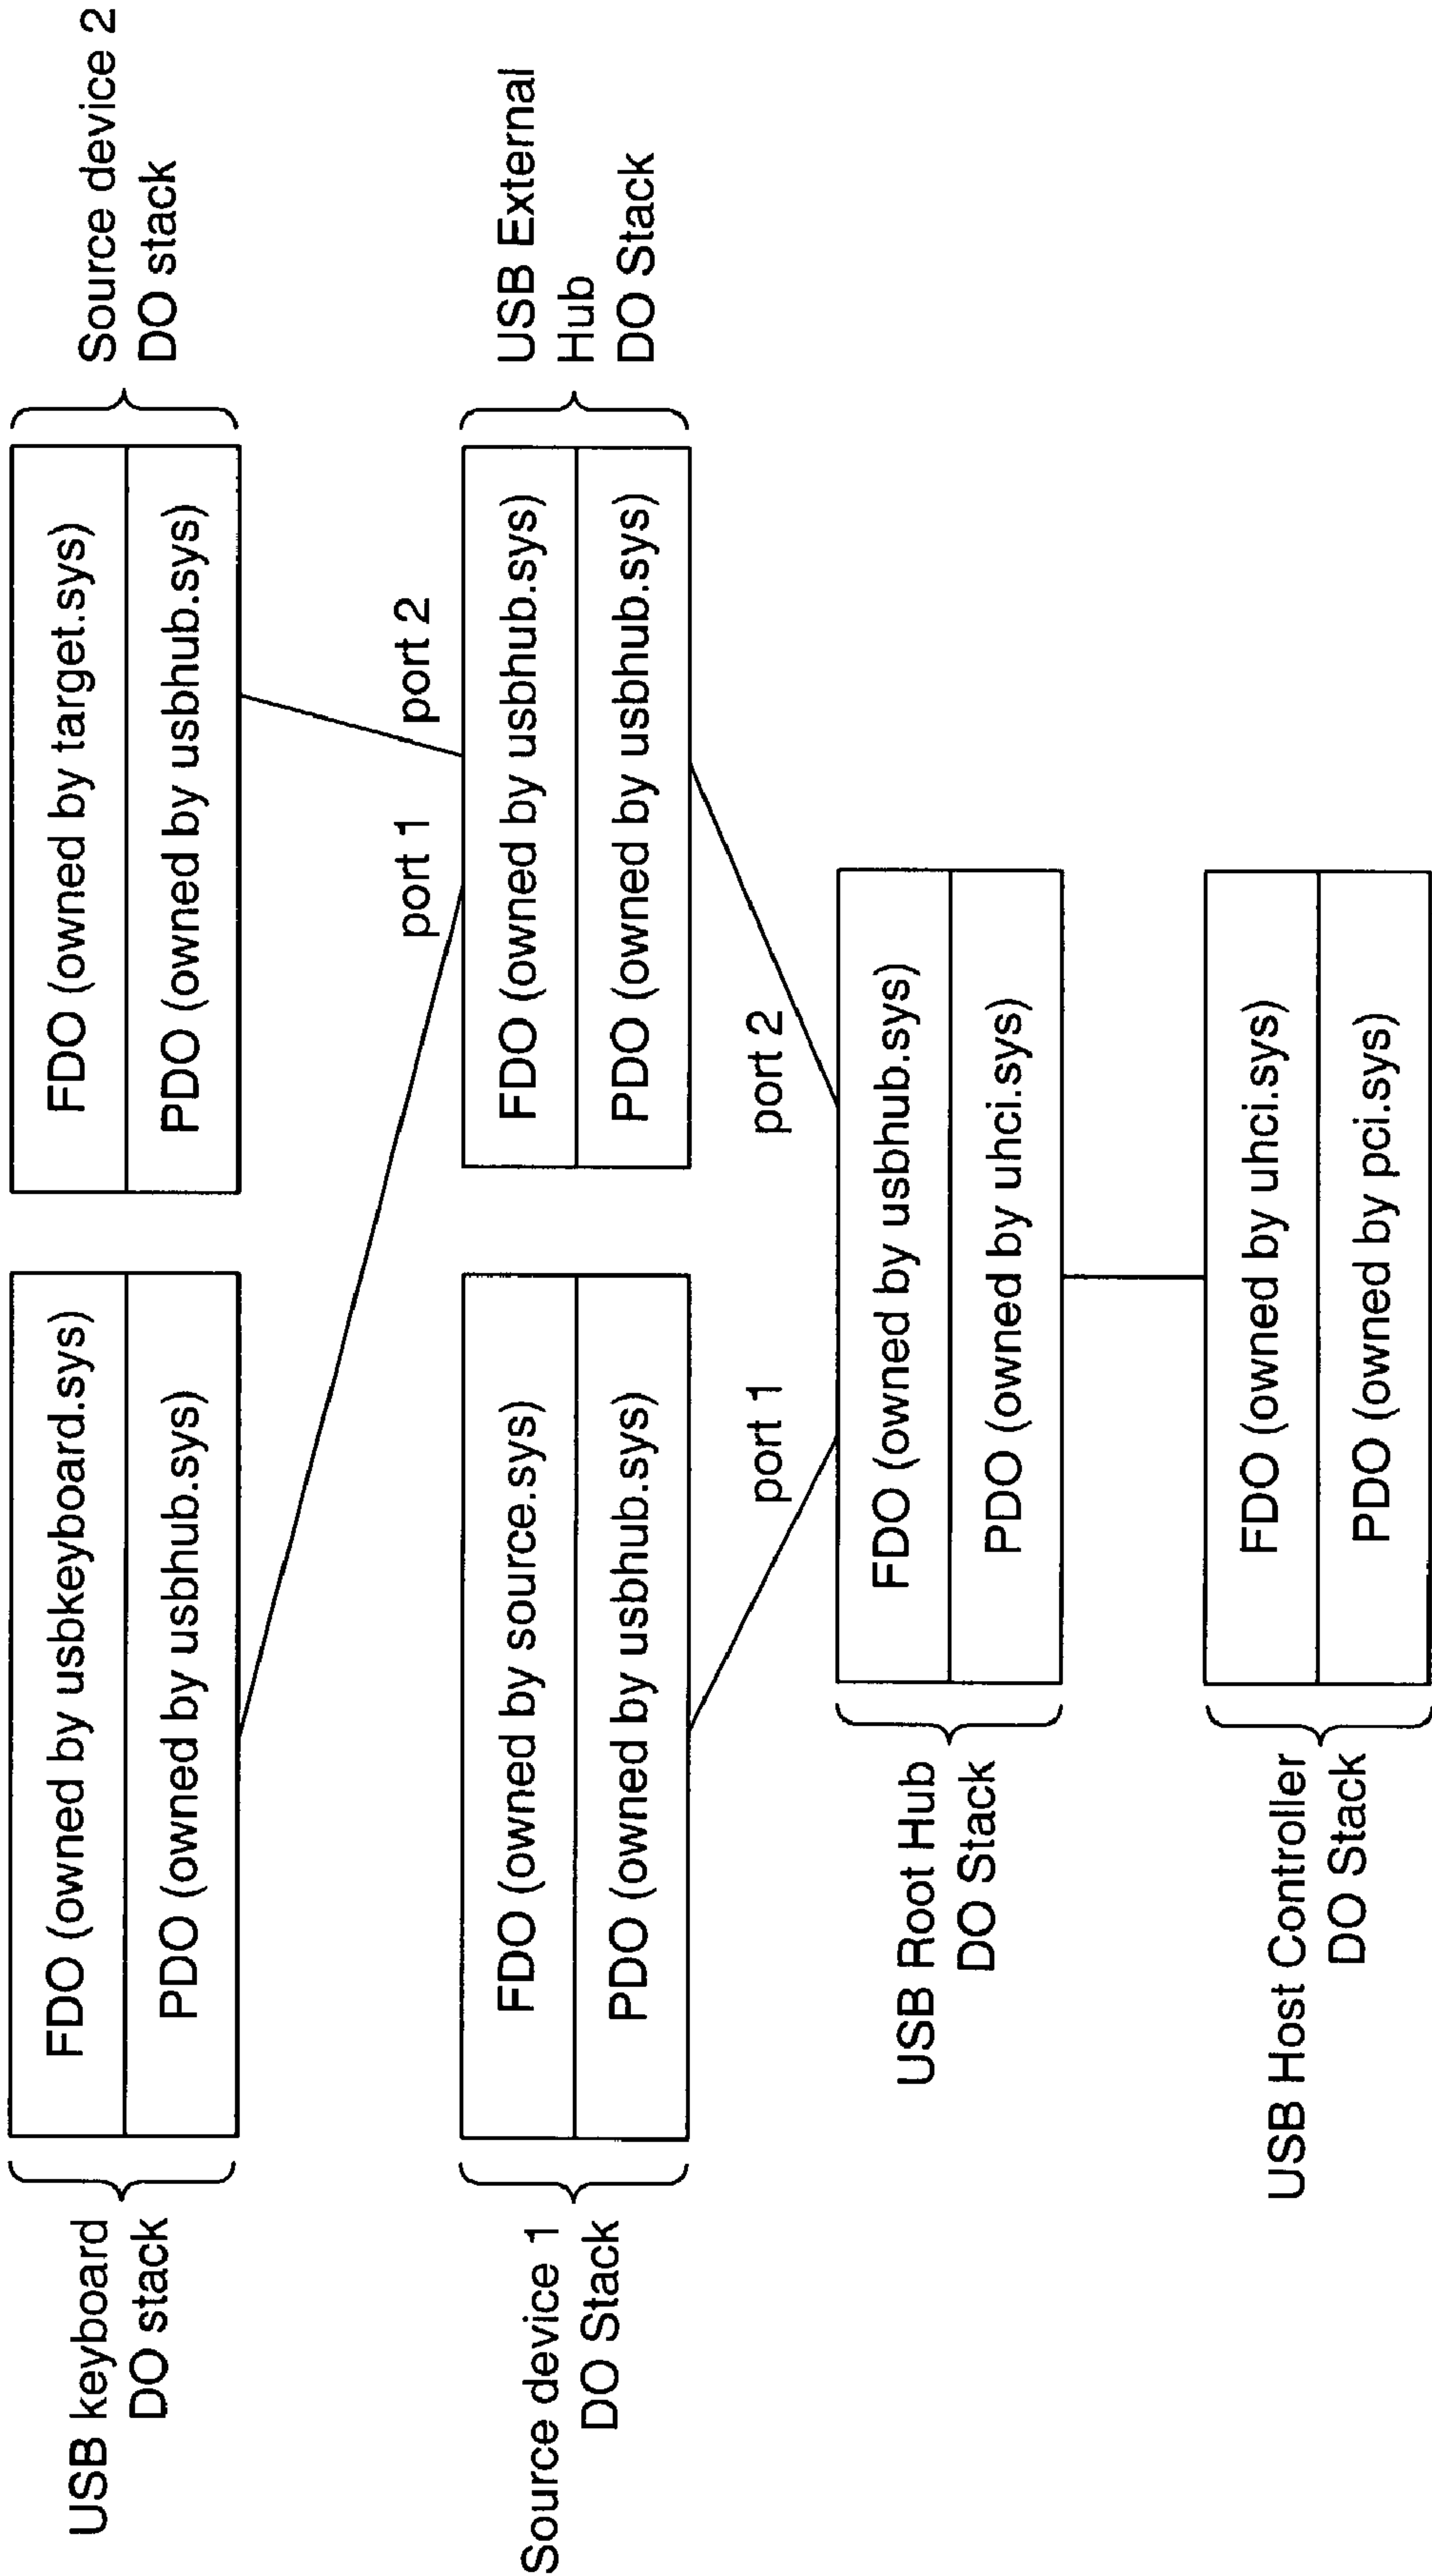 USB keyboard
DO stack
FDO (owned by usbkeyboard.sys)
PDO (owned by usbhub.sys)
FDO (owned by target.sys)
PDO (owned by usbhub.sys)
Source device 2
DO stack
port 1
port 2
Source device 1
DO Stack
FDO (owned by source.sys)
PDO (owned by usbhub.sys)
FDO (owned by usbhub.sys)
PDO (owned by usbhub.sys)
USB External
Hub
DO Stack
port 1
port 2
USB Root Hub
DO Stack
FDO (owned by usbhub.sys)
PDO (owned by uhci.sys)
USB Host Controller
DO Stack
FDO (owned by uhci.sys)
PDO (owned by pci.sys)